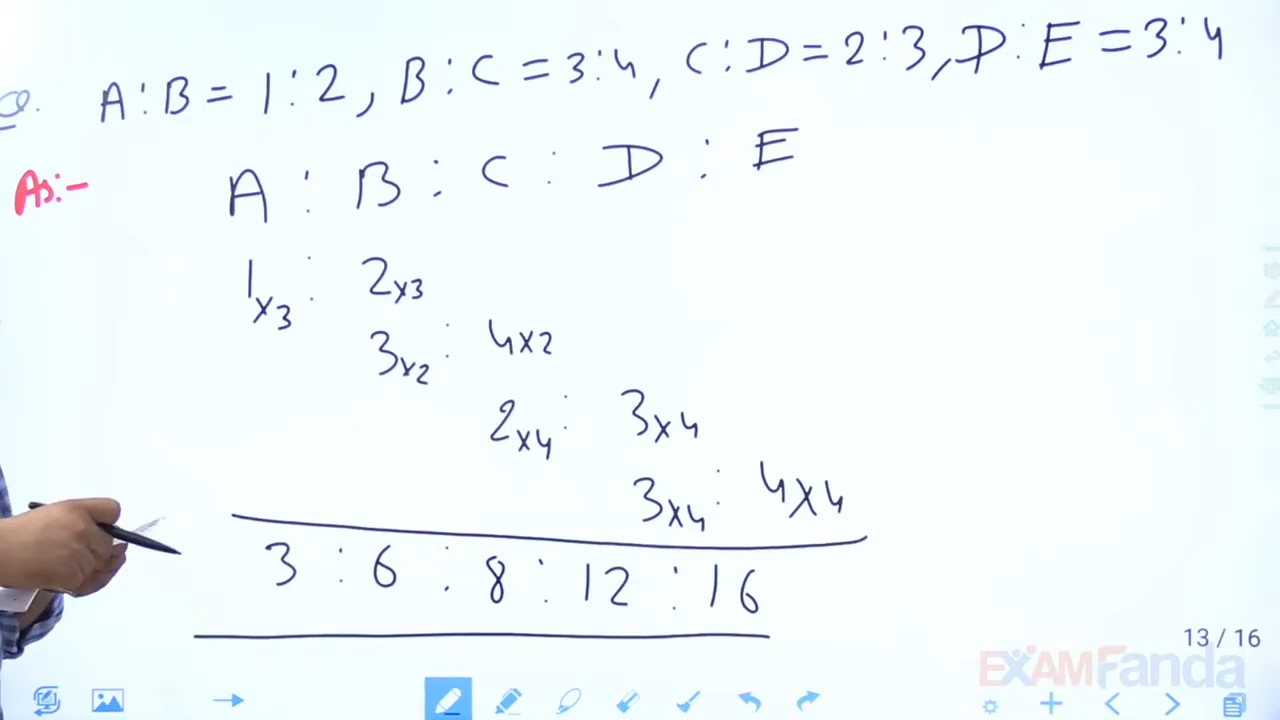 Q. A:B = 1:2, B:C = 3:4, C:D = 2:3, D:E = 3:4
As:- A : B : C : D : E
1x3 : 2x3
3x2 : 4x2
2x4 : 3x4
3x4 : 4x4
3 : 6 : 8 : 12 : 16
13 / 16
EXAMFanda